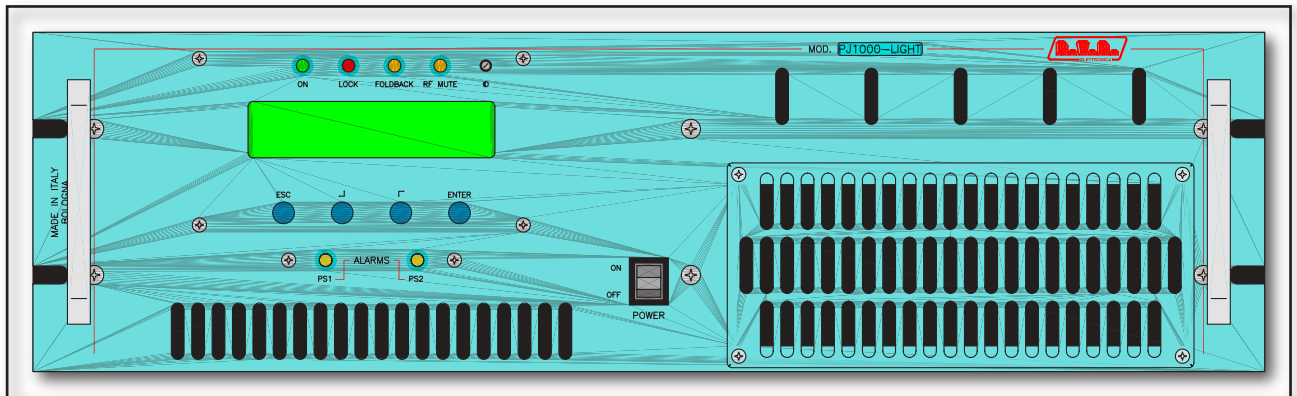 MOD. PJ1000-LIGHT
R.V.R.
ELETTRONICA
ON LOCK FOLDBACK RF MUTE
MADE IN ITALY
BOLOGNA
ESC ENTER
ALARMS
PS1 PS2
ON
OFF
POWER